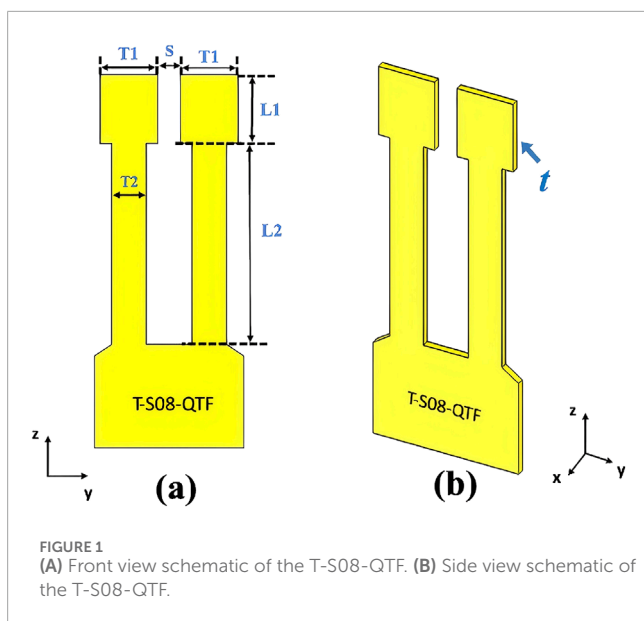 T1 S T1
L1
T2
L2
t
T-S08-QTF
T-S08-QTF
z
y
(a)
(b)
z
x
y
FIGURE 1
(A) Front view schematic of the T-S08-QTF. (B) Side view schematic of
the T-S08-QTF.